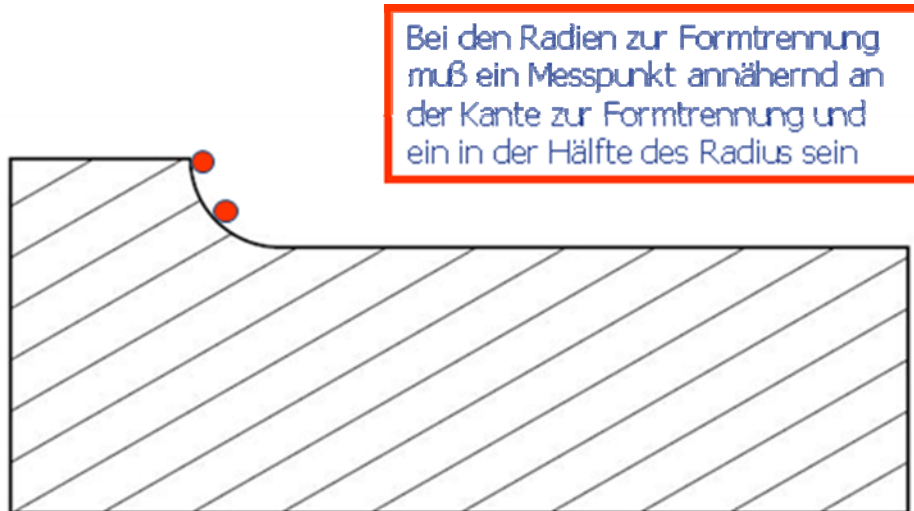 Bei den Radien zur Formtrennung
muß ein Messpunkt annähernd an
der Kante zur Formtrennung und
ein in der Hälfte des Radius sein